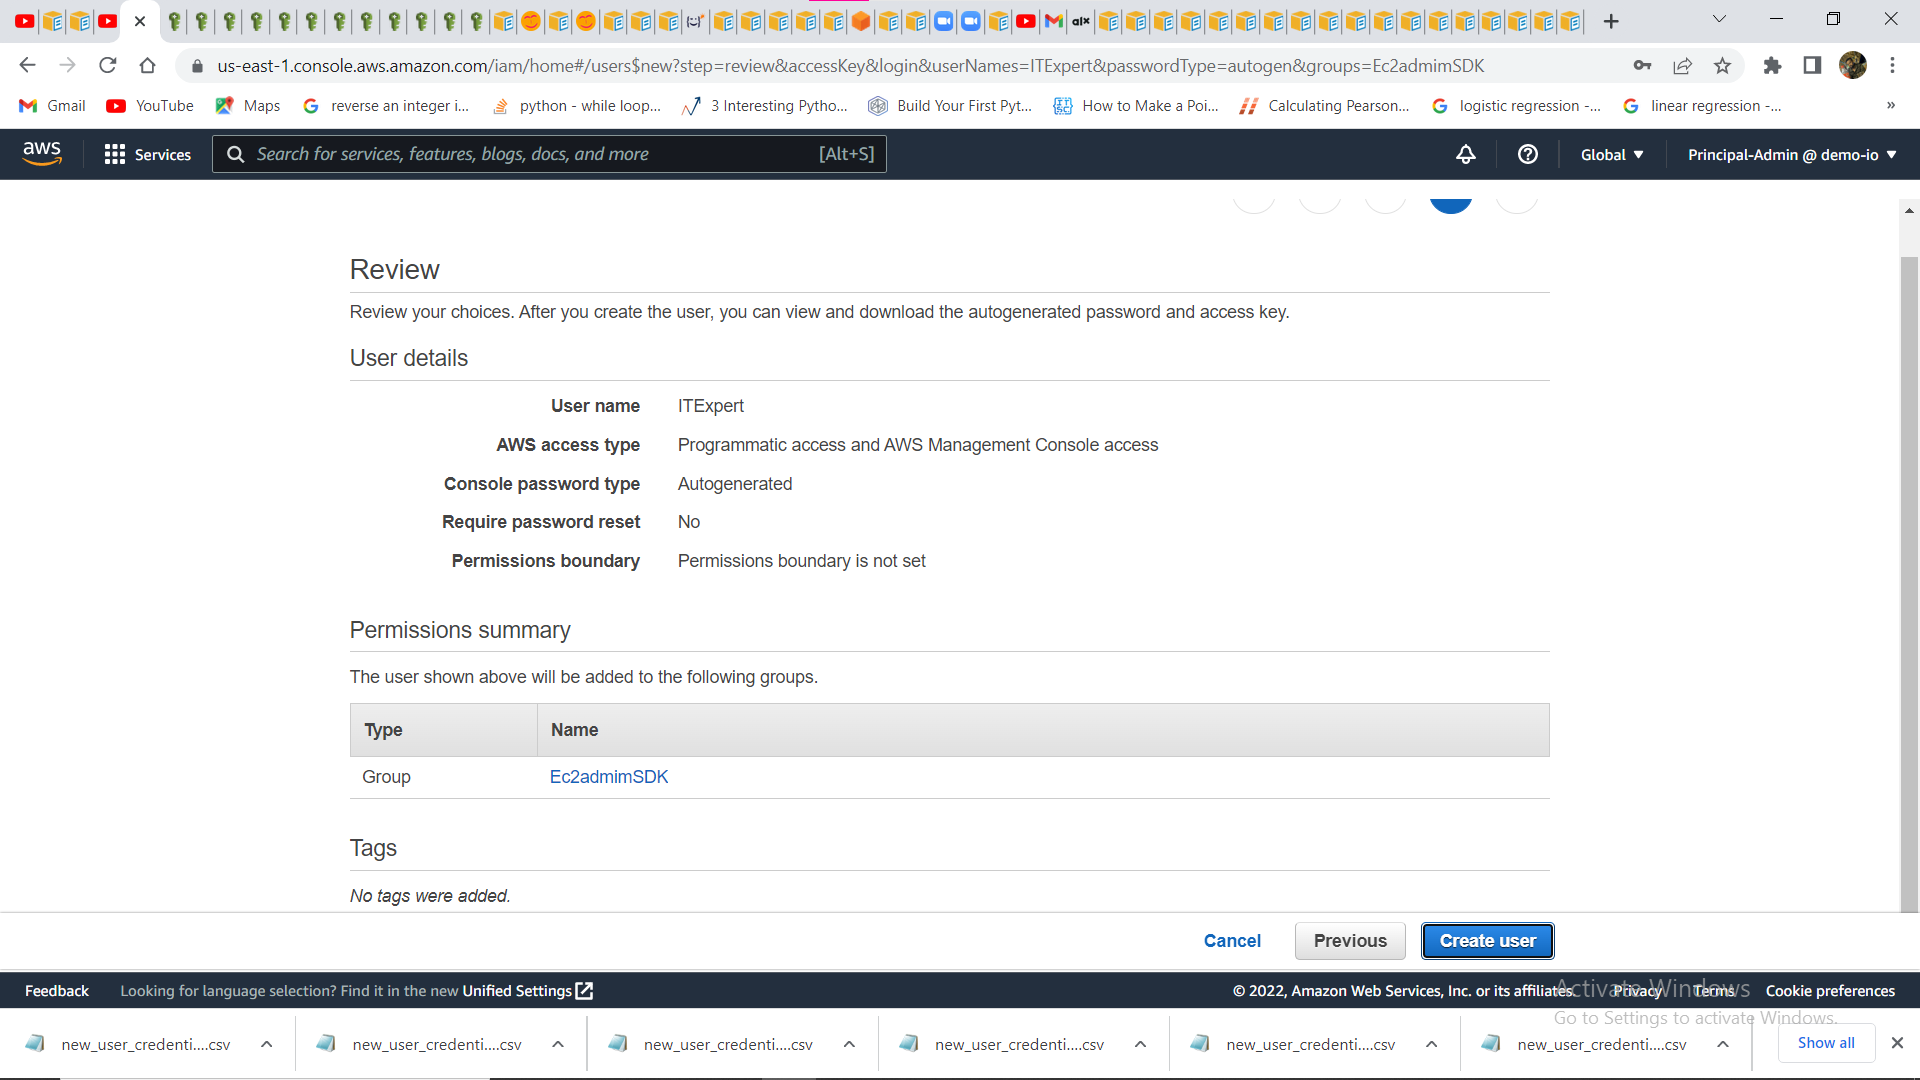 us-east-1.console.aws.amazon.com/iam/home#/users$new?step=review&accessKey&login&userNames=ITExpert&passwordType=autogen&groups=Ec2admimSDK
Gmail YouTube Maps reverse an integer i... python - while loop... 3 Interesting Pytho... Build Your First Pyt... How to Make a Poi... Calculating Pearson... logistic regression -... linear regression -... »
aws Services Search for services, features, blogs, docs, and more [Alt+S] Global ▼ Principal-Admin @ demo-io ▼
Review
Review your choices. After you create the user, you can view and download the autogenerated password and access key.
User details
User name ITExpert
AWS access type Programmatic access and AWS Management Console access
Console password type Autogenerated
Require password reset No
Permissions boundary Permissions boundary is not set
Permissions summary
The user shown above will be added to the following groups.
Type Name
Group Ec2admimSDK
Tags
No tags were added.
Cancel Previous Create user
Feedback Looking for language selection? Find it in the new Unified Settings © 2022, Amazon Web Services, Inc. or its affiliates. Privacy Terms Cookie preferences
Activate Windows
Go to Settings to activate Windows.
new_user_credenti....csv new_user_credenti....csv new_user_credenti....csv new_user_credenti....csv new_user_credenti....csv new_user_credenti....csv Show all